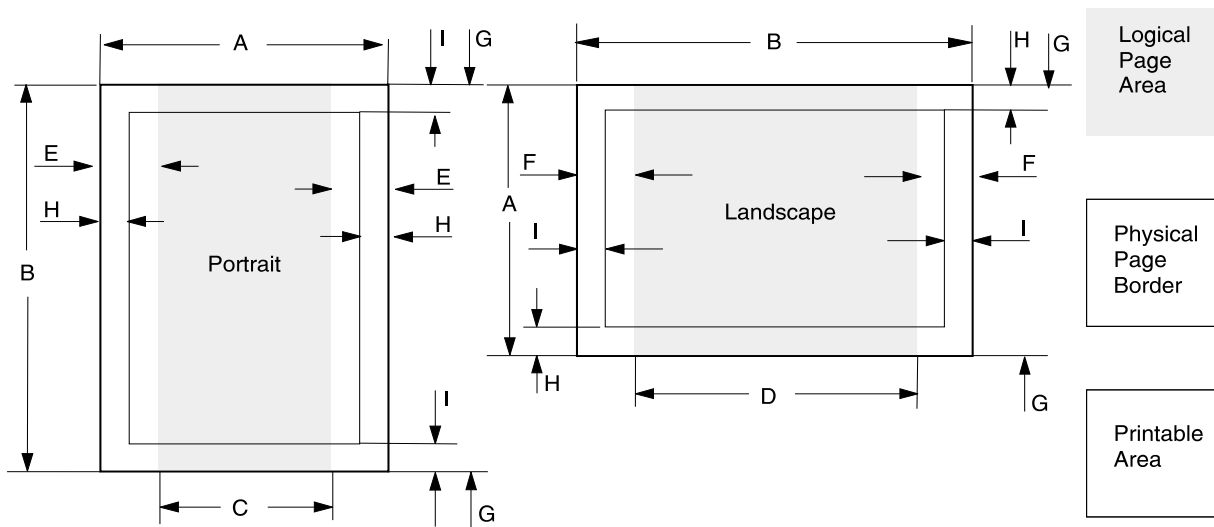 A
I
G
E
E
H
H
B
Portrait
I
C
G
B
H
G
F
F
A
Landscape
I
I
H
D
G
Logical
Page
Area
Physical
Page
Border
Printable
Area